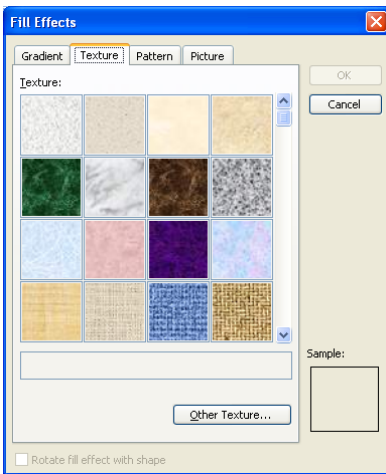 Fill Effects
Gradient Texture Pattern Picture
Texture:
OK
Cancel
Sample:
Other Texture...
Rotate fill effect with shape